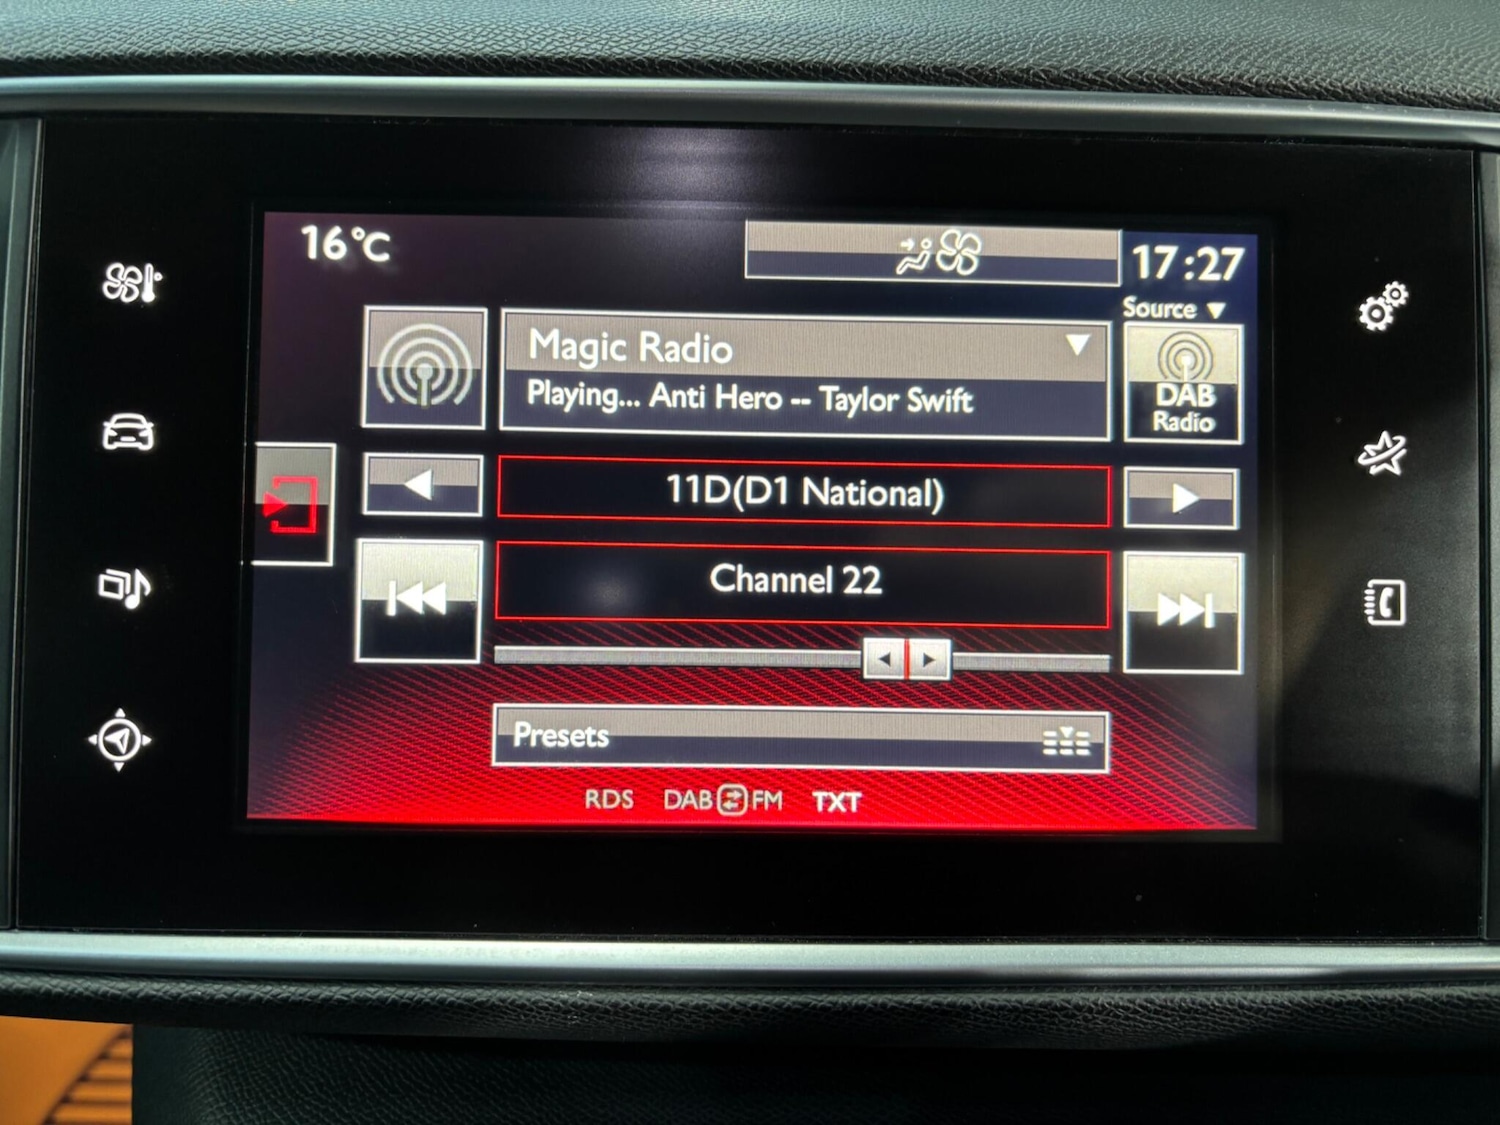 16°C
17:27
Source
Magic Radio
Playing... Anti Hero -- Taylor Swift
DAB
Radio
11D(D1 National)
Channel 22
Presets
RDS DAB FM TXT